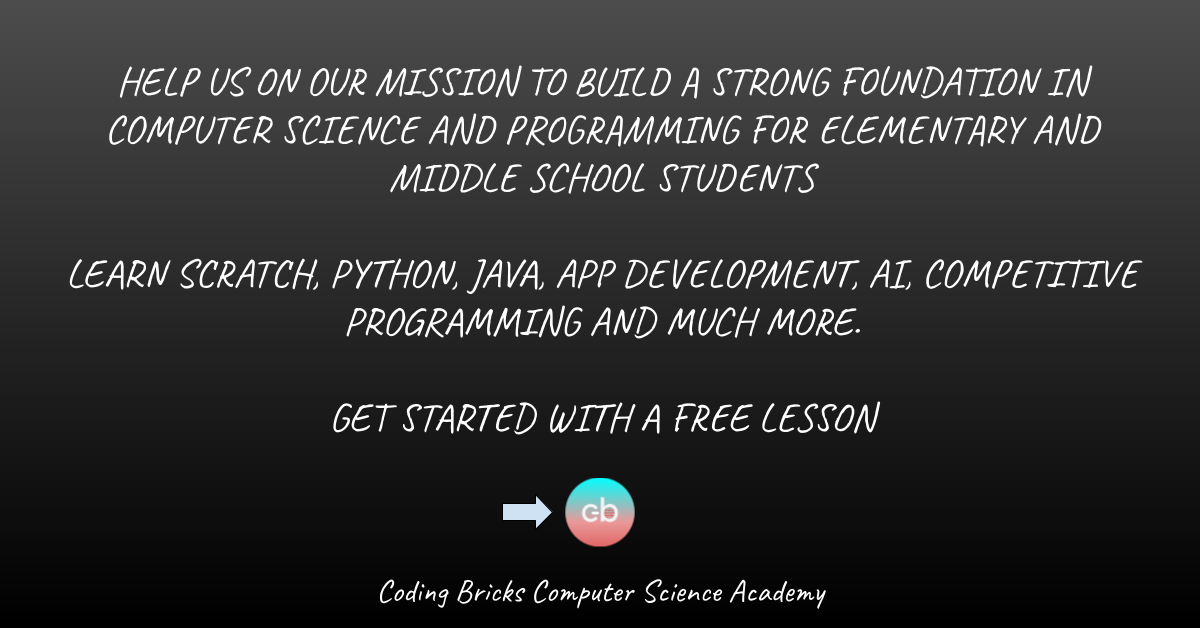 HELP US ON OUR MISSION TO BUILD A STRONG FOUNDATION IN
COMPUTER SCIENCE AND PROGRAMMING FOR ELEMENTARY AND
MIDDLE SCHOOL STUDENTS
LEARN SCRATCH, PYTHON, JAVA, APP DEVELOPMENT, AI, COMPETITIVE
PROGRAMMING AND MUCH MORE.
GET STARTED WITH A FREE LESSON
cb
Coding Bricks Computer Science Academy